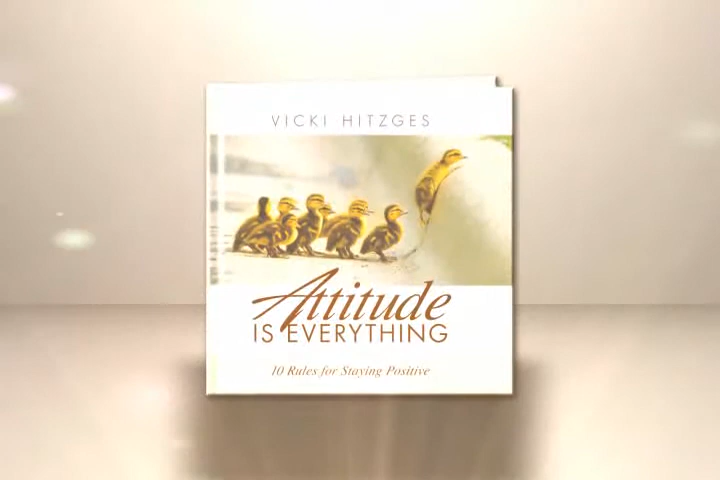 VICKI HITZGES
Attitude
IS EVERYTHING
10 Rules for Staying Positive